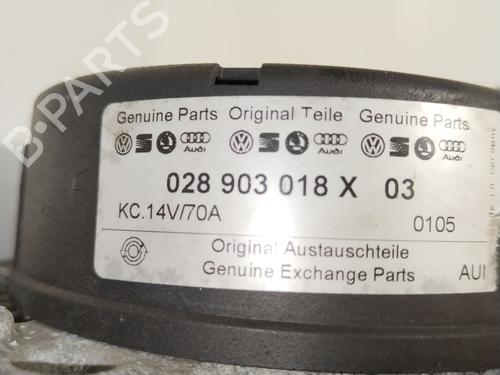 Genuine Parts Original Teile Genuine Parts
Audi Audi Audi
028 903 018 X 03
KC.14V/70A 0105
Original Austauschteile
Genuine Exchange Parts AUI
B-PARTS